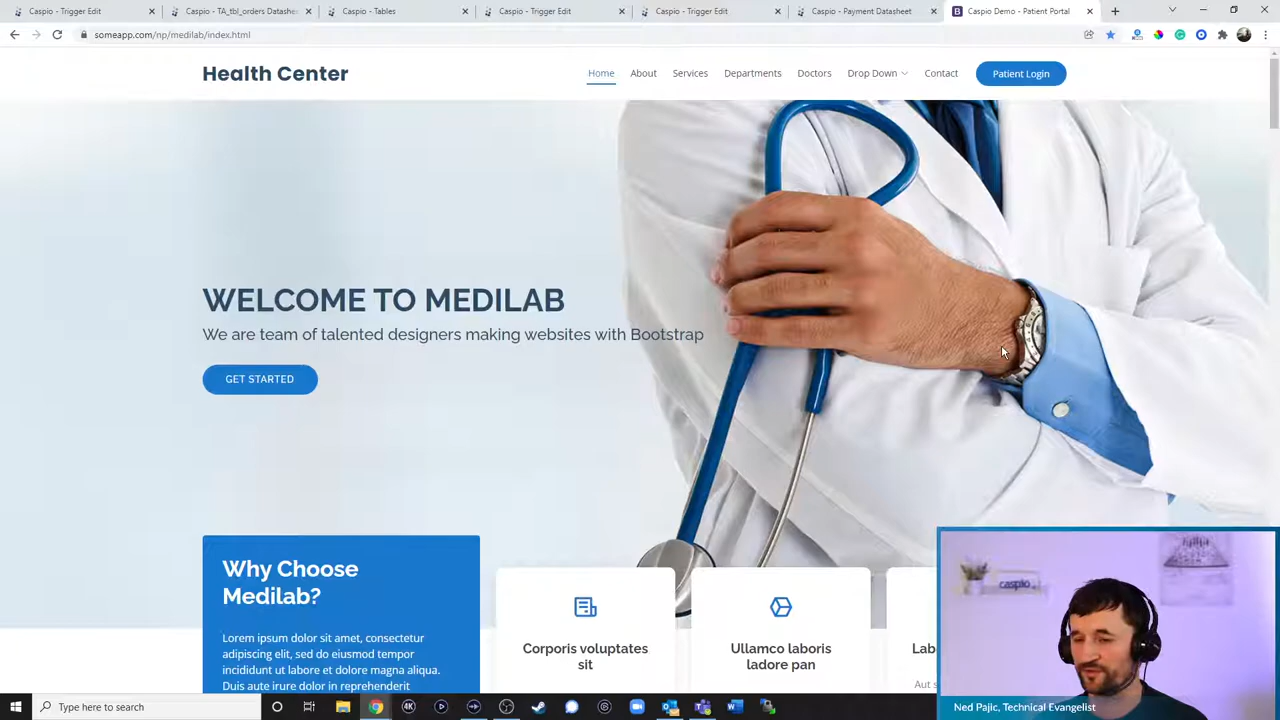 Caspio - Trigger Edit
Caspio - TA_tbl_orders Datashe
Caspio - Tables
Caspio - Trigger Edit
Caspio - Trigger Edit
Caspio - Payment Datasheet
Caspio Demo - Patient Portal
someapp.com/np/medilab/index.html
Health Center
Home
About
Services
Departments
Doctors
Drop Down
Contact
Patient Login
WELCOME TO MEDILAB
We are team of talented designers making websites with Bootstrap
GET STARTED
Why Choose
Medilab?
Lorem ipsum dolor sit amet, consectetur
adipiscing elit, sed do eiusmod tempor
incididunt ut labore et dolore magna aliqua.
Duis aute irure dolor in reprehenderit
Corporis voluptates
sit
Ullamco laboris
ladore pan
Lab
Aut s
caspio
Ned Pajic, Technical Evangelist
Type here to search
4K